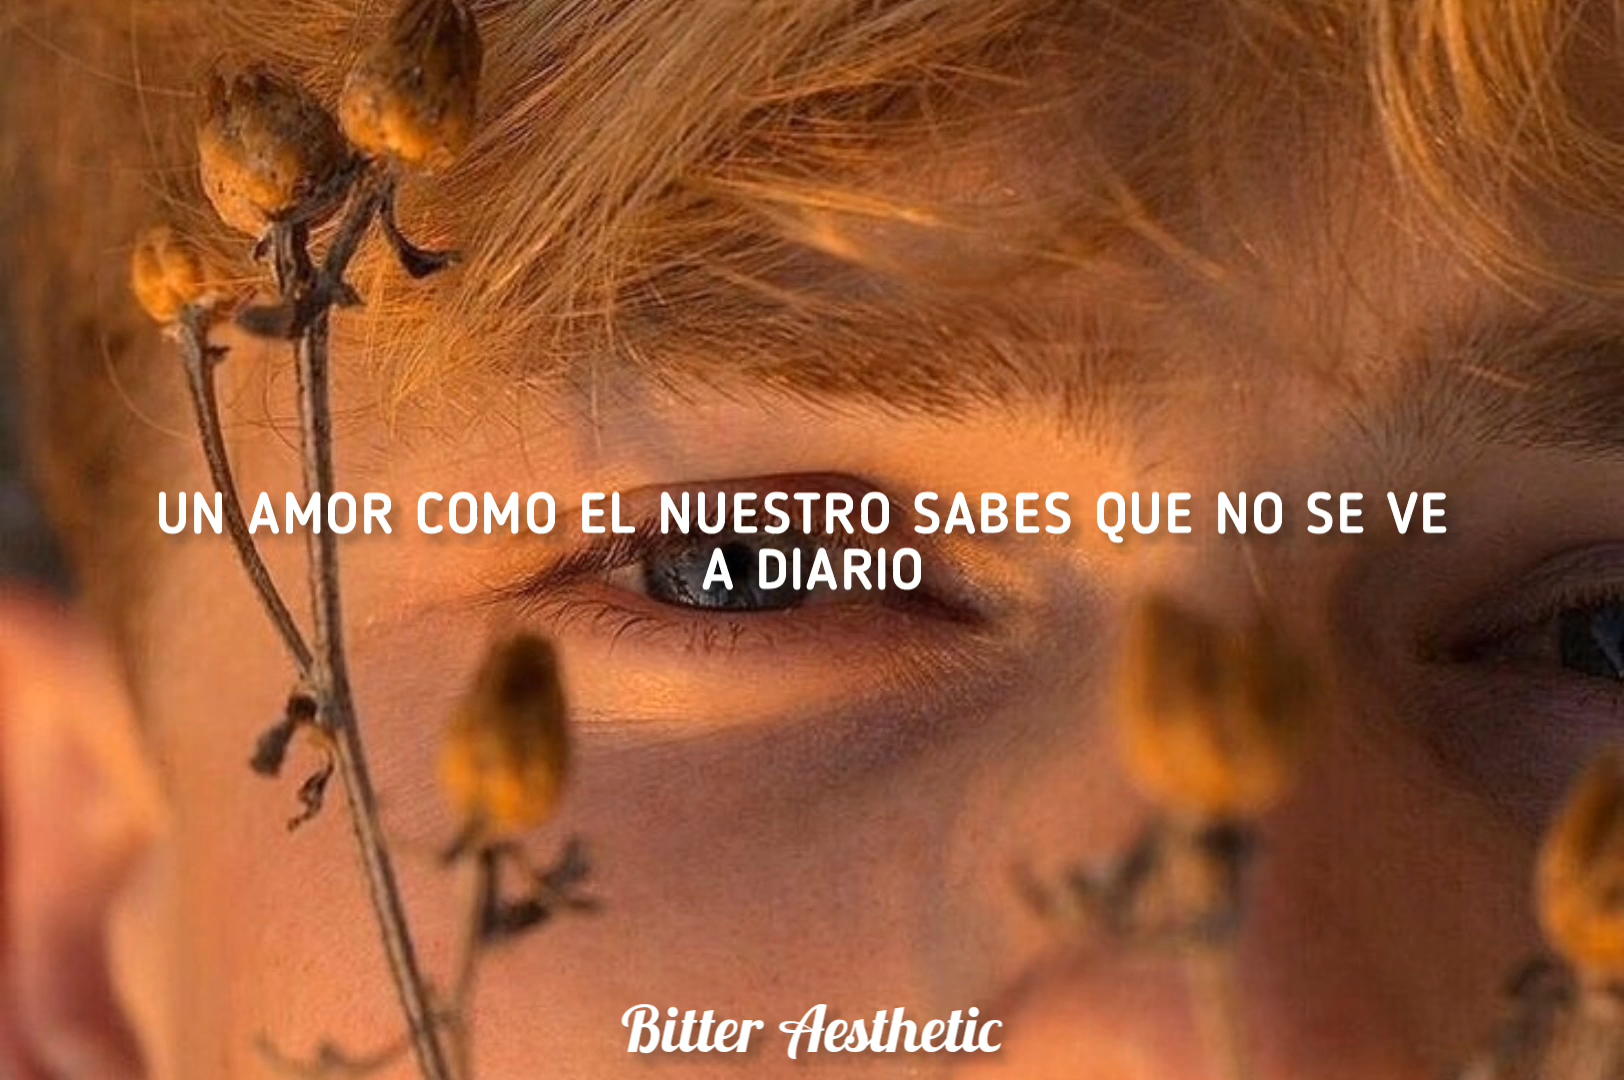 UN AMOR COMO EL NUESTRO SABES QUE NO SE VE
A DIARIO
Bitter Aesthetic